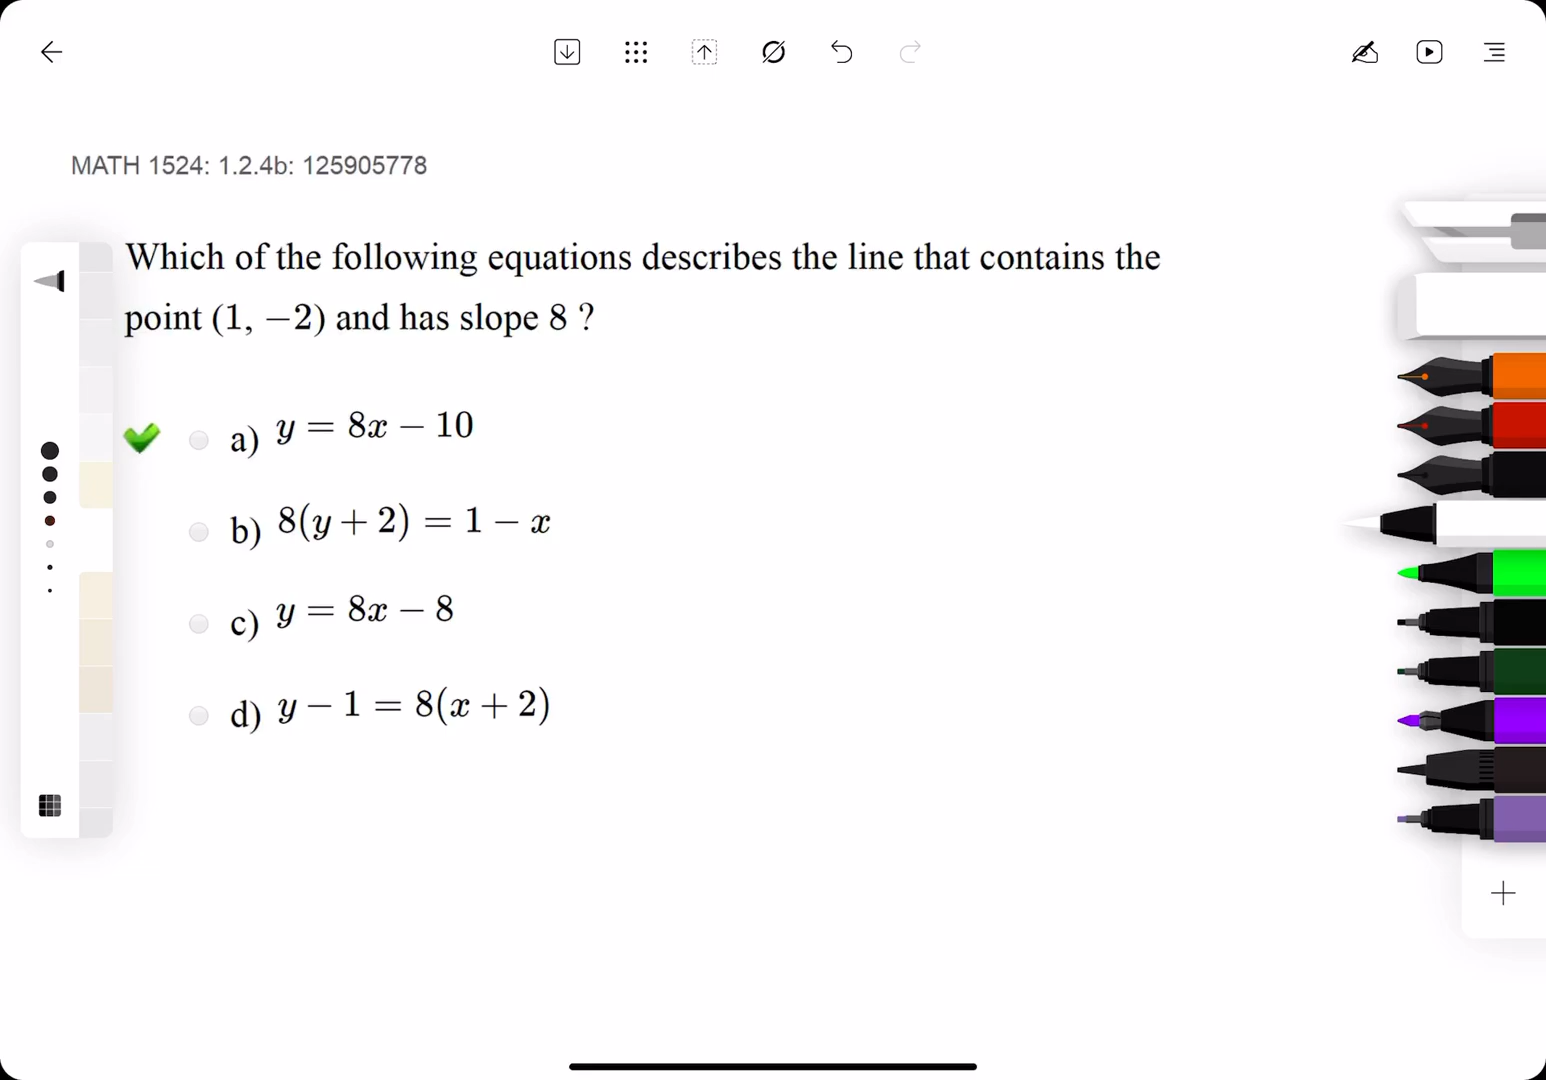 MATH 1524: 1.2.4b: 125905778
Which of the following equations describes the line that contains the
point (1, −2) and has slope 8 ?
a) y = 8x − 10
b) 8(y + 2) = 1 − x
c) y = 8x − 8
d) y − 1 = 8(x + 2)